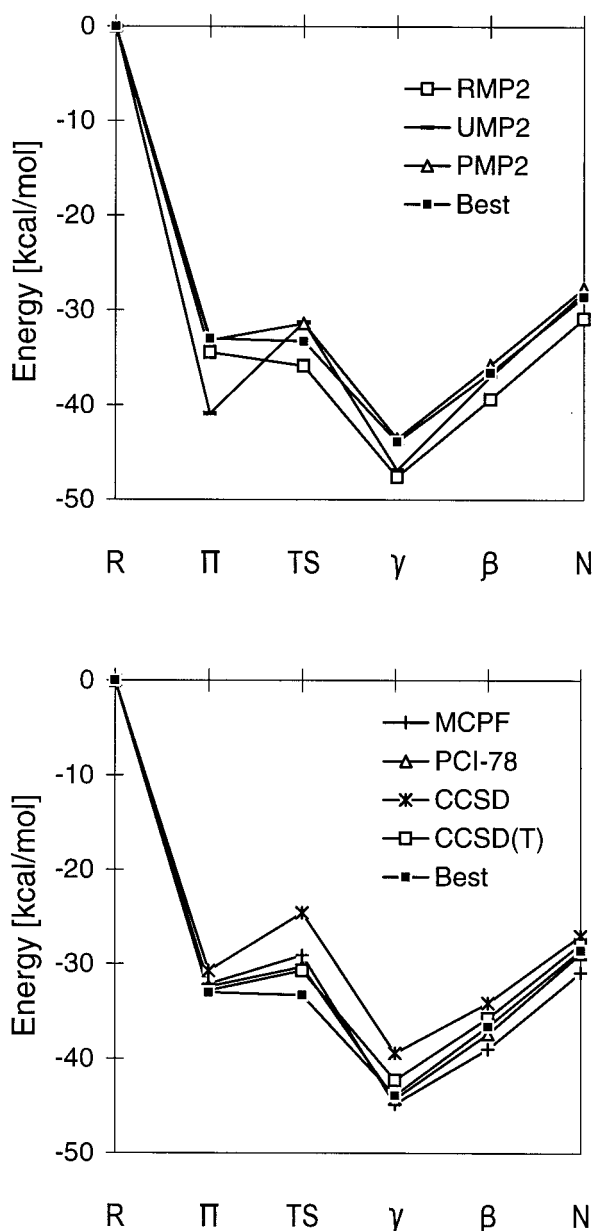 0
-10
-20
-30
-40
-50
Energy [kcal/mol]
RMP2
UMP2
PMP2
Best
R Π TS γ β N
0
-10
-20
-30
-40
-50
Energy [kcal/mol]
MCPF
PCI-78
CCSD
CCSD(T)
Best
R Π TS γ β N